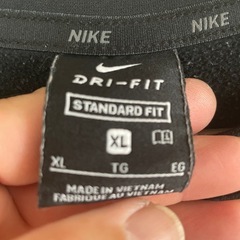 NIKE
NIKE
DRI-FIT
STANDARD FIT
XL
XL TG EG
MADE IN VIETNAM
FABRIQUÉ AU VIETNAM